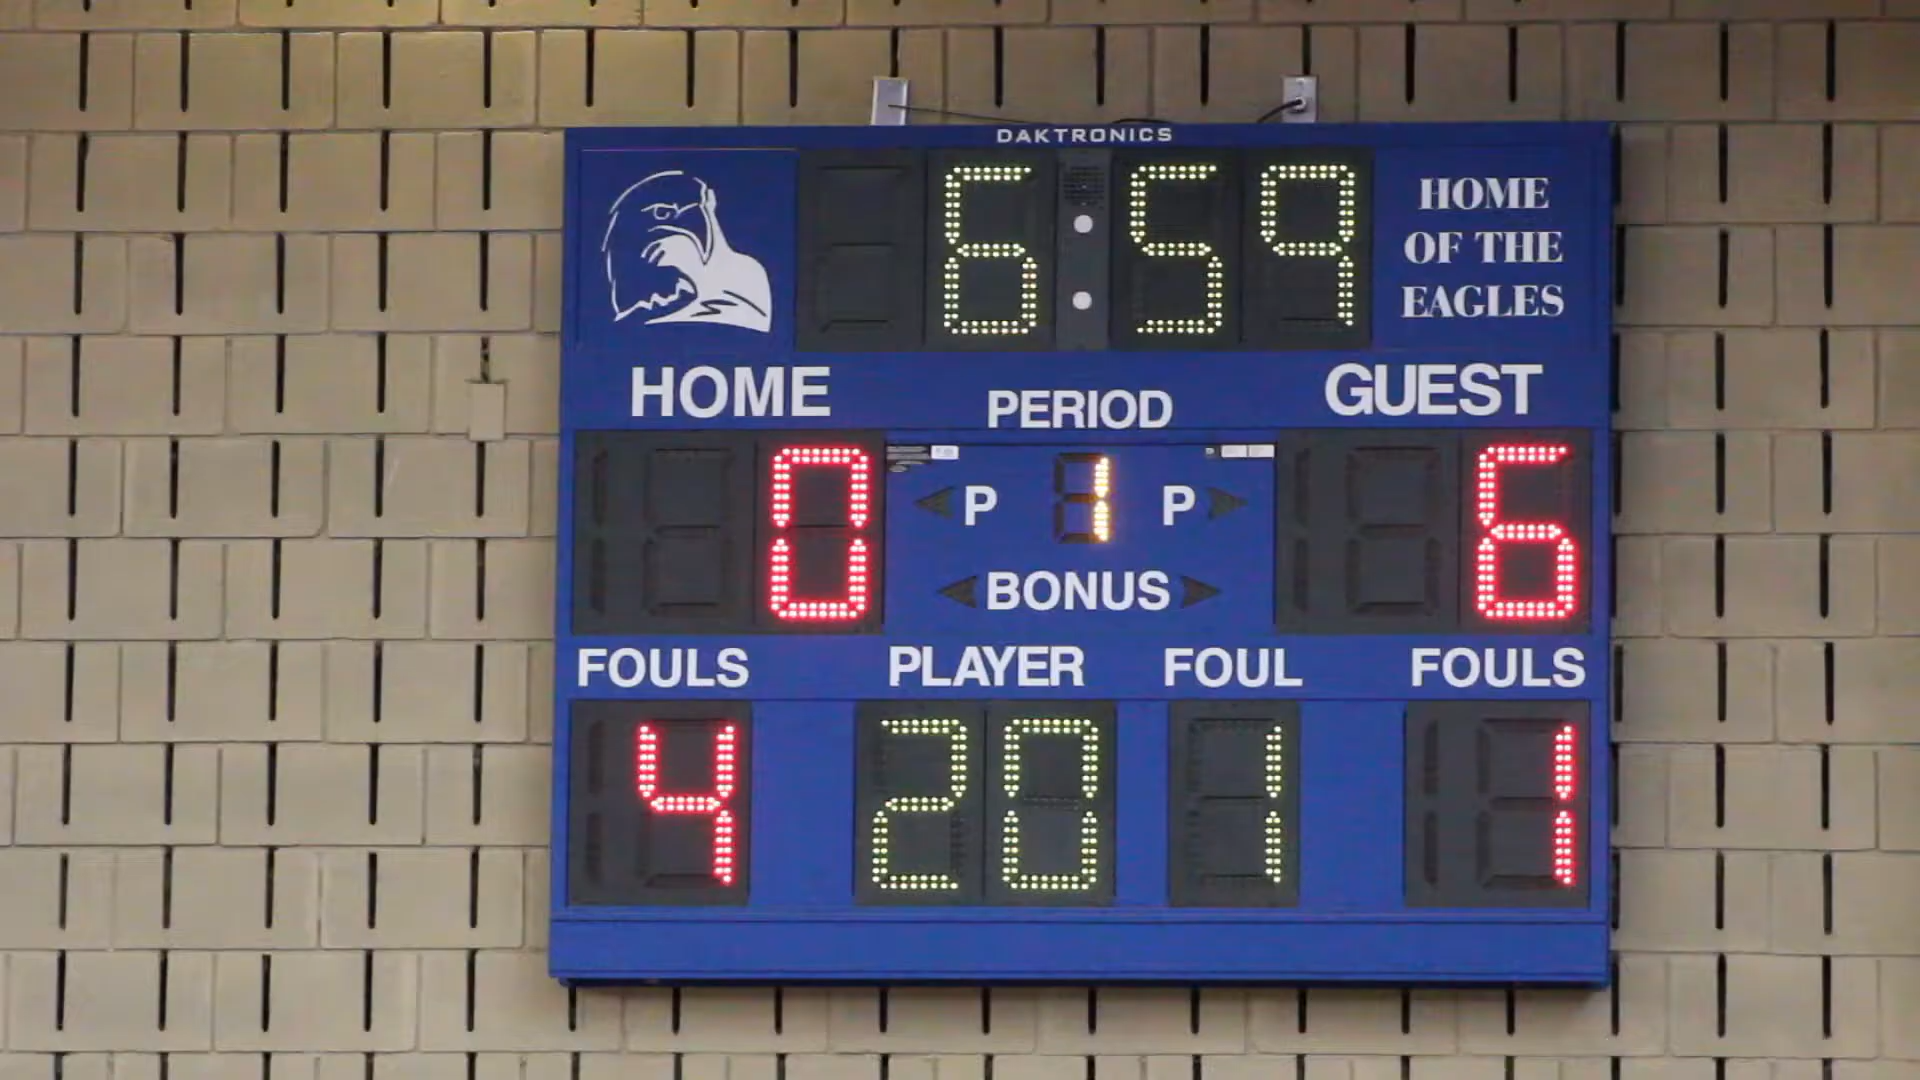 DAKTRONICS
6:59
HOME
OF THE
EAGLES
HOME
PERIOD
GUEST
0
P 1 P
6
BONUS
FOULS
PLAYER
FOUL
FOULS
4
20
1
1